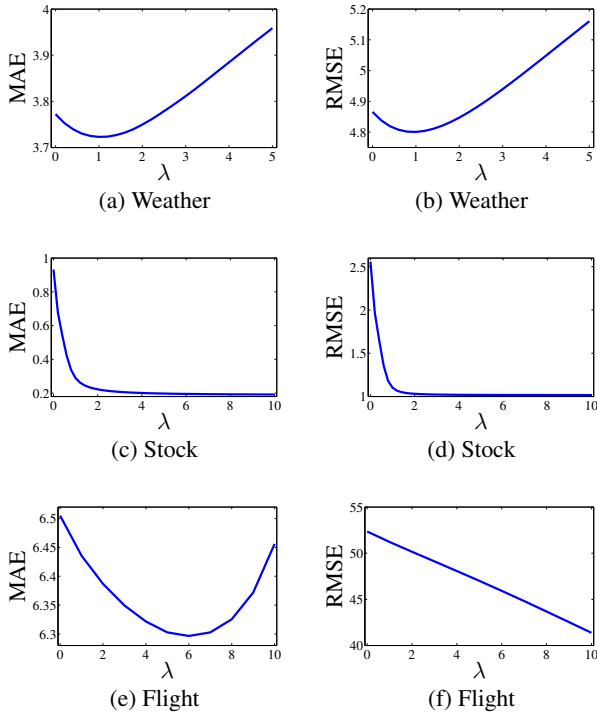 4
3.9
3.8
3.7
MAE
0 1 2 3 4 5
λ
(a) Weather
5.2
5.1
5
4.9
4.8
RMSE
0 1 2 3 4 5
λ
(b) Weather
1
0.8
0.6
0.4
0.2
MAE
0 2 4 6 8 10
λ
(c) Stock
2.5
2
1.5
1
RMSE
0 2 4 6 8 10
λ
(d) Stock
6.5
6.45
6.4
6.35
6.3
MAE
0 2 4 6 8 10
λ
(e) Flight
55
50
45
40
RMSE
0 2 4 6 8 10
λ
(f) Flight